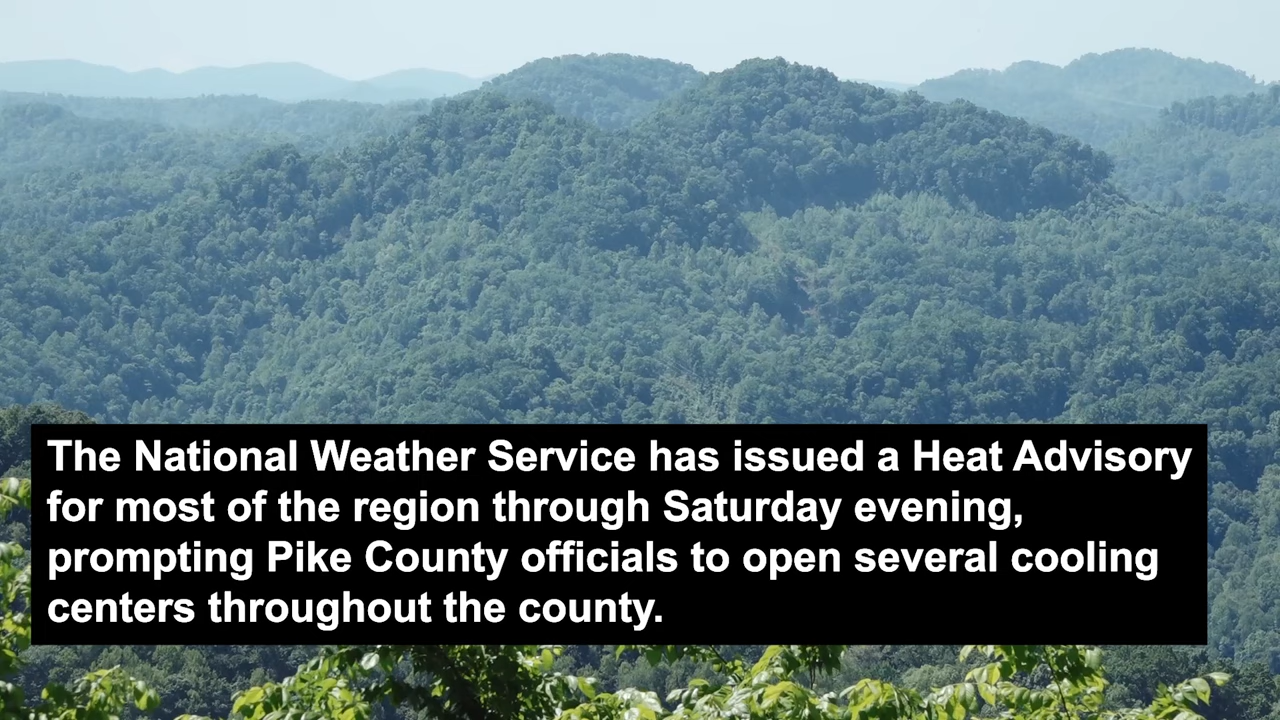 The National Weather Service has issued a Heat Advisory
for most of the region through Saturday evening,
prompting Pike County officials to open several cooling
centers throughout the county.